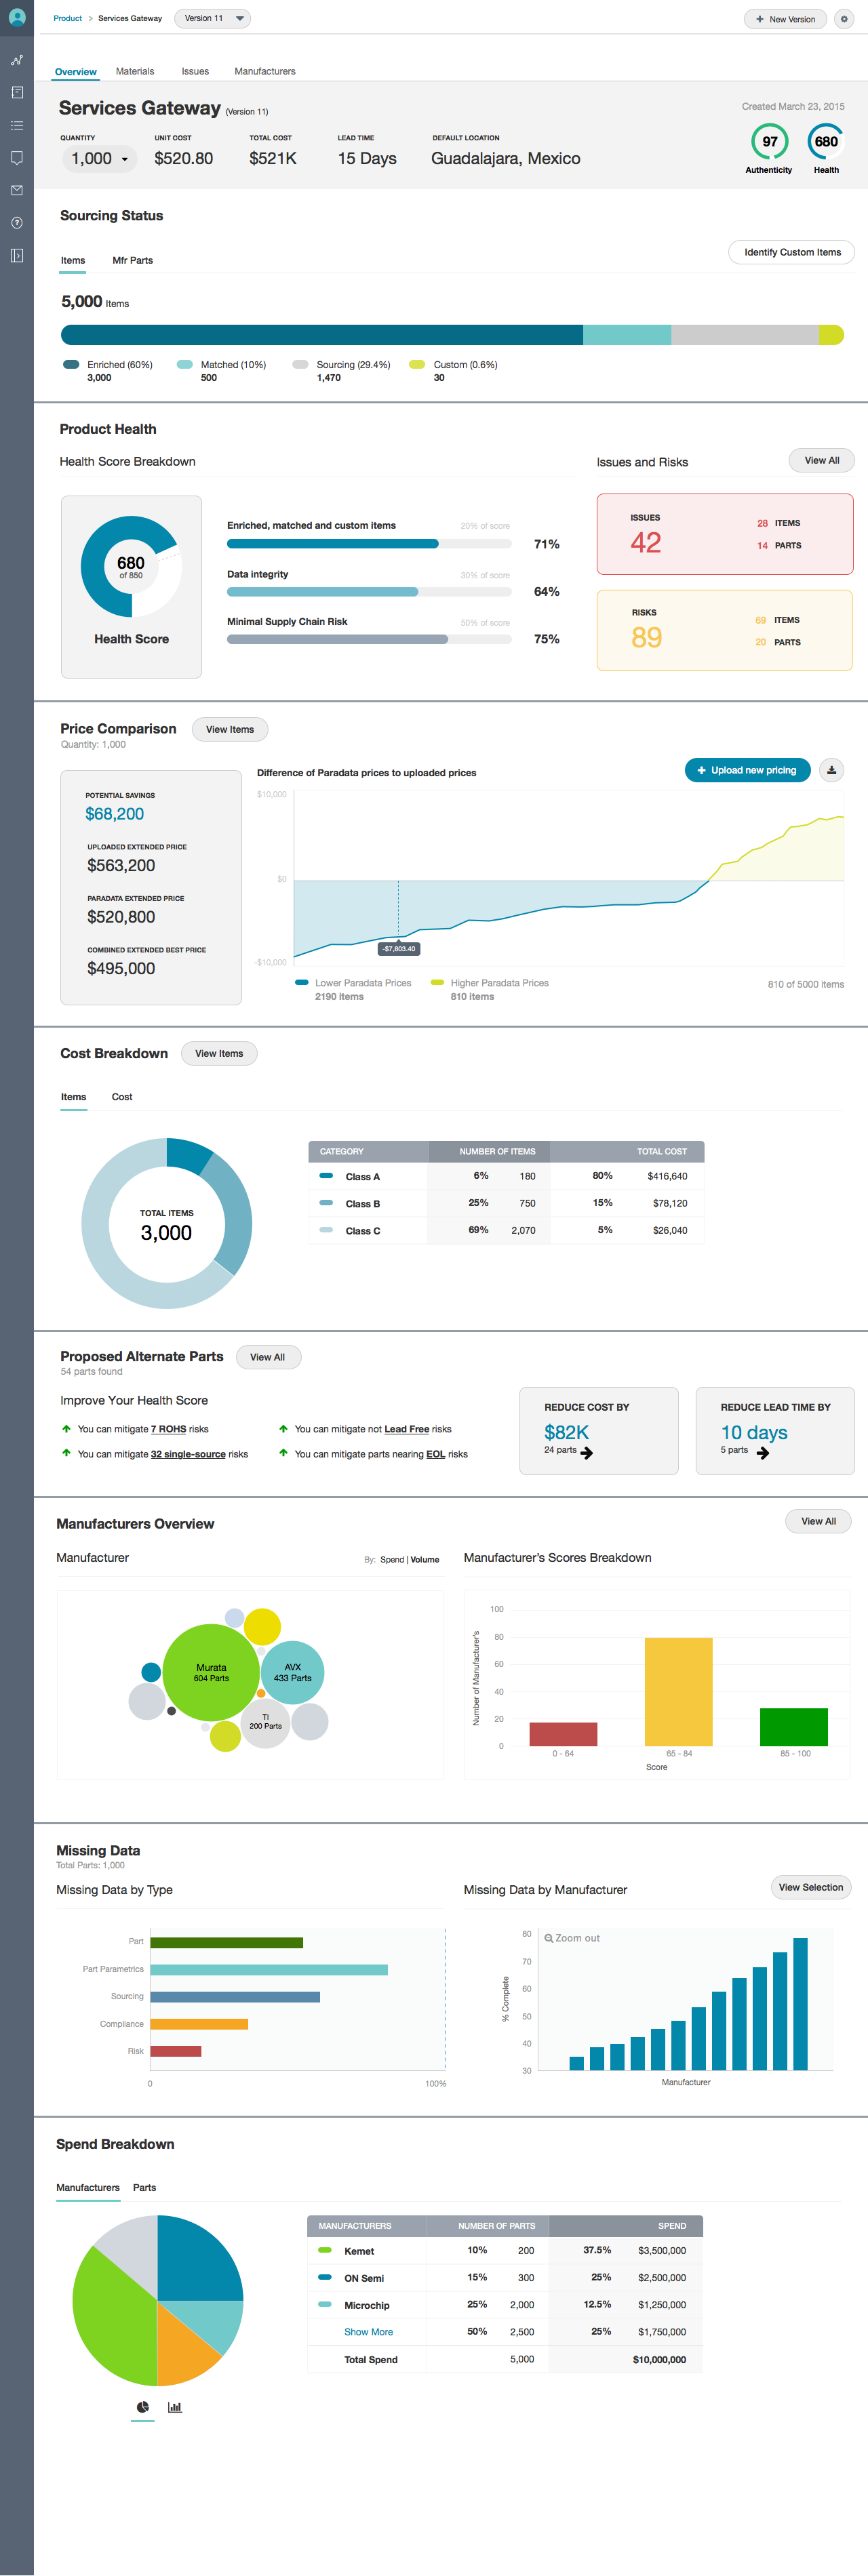 Product > Services Gateway
Version 11
+ New Version
Overview Materials Issues Manufacturers
Services Gateway (Version 11)
Created March 23, 2015
QUANTITY UNIT COST TOTAL COST LEAD TIME DEFAULT LOCATION
1,000 $520.80 $521K 15 Days Guadalajara, Mexico
97 680
Authenticity Health
Sourcing Status
Items Mfr Parts
Identify Custom Items
5,000 Items
Enriched (60%) Matched (10%) Sourcing (29.4%) Custom (0.6%)
3,000 500 1,470 30
Product Health
Health Score Breakdown
680
of 850
Health Score
Enriched, matched and custom items 20% of score
71%
Data integrity 30% of score
64%
Minimal Supply Chain Risk 50% of score
75%
Issues and Risks
View All
ISSUES
42
28 ITEMS
14 PARTS
RISKS
89
69 ITEMS
20 PARTS
Price Comparison
View Items
Quantity: 1,000
POTENTIAL SAVINGS
$68,200
UPLOADED EXTENDED PRICE
$563,200
PARADATA EXTENDED PRICE
$520,800
COMBINED EXTENDED BEST PRICE
$495,000
Difference of Paradata prices to uploaded prices
+ Upload new pricing
$10,000
$0
-$10,000
-$7,803.40
Lower Paradata Prices Higher Paradata Prices
2190 items 810 items
810 of 5000 items
Cost Breakdown
View Items
Items Cost
TOTAL ITEMS
3,000
CATEGORY NUMBER OF ITEMS TOTAL COST
Class A 6% 180 80% $416,640
Class B 25% 750 15% $78,120
Class C 69% 2,070 5% $26,040
Proposed Alternate Parts
View All
54 parts found
Improve Your Health Score
You can mitigate 7 ROHS risks
You can mitigate not Lead Free risks
You can mitigate 32 single-source risks
You can mitigate parts nearing EOL risks
REDUCE COST BY
$82K
24 parts
REDUCE LEAD TIME BY
10 days
5 parts
Manufacturers Overview
View All
Manufacturer
By: Spend | Volume
Murata
604 Parts
AVX
433 Parts
TI
200 Parts
Manufacturer's Scores Breakdown
Number of Manufacturer's
100
80
60
40
20
0
0 - 64 65 - 84 85 - 100
Score
Missing Data
Total Parts: 1,000
Missing Data by Type
Part
Part Parametrics
Sourcing
Compliance
Risk
0 100%
Missing Data by Manufacturer
View Selection
Zoom out
% Complete
80
70
60
50
40
30
Manufacturer
Spend Breakdown
Manufacturers Parts
MANUFACTURERS NUMBER OF PARTS SPEND
Kemet 10% 200 37.5% $3,500,000
ON Semi 15% 300 25% $2,500,000
Microchip 25% 2,000 12.5% $1,250,000
Show More 50% 2,500 25% $1,750,000
Total Spend 5,000 $10,000,000